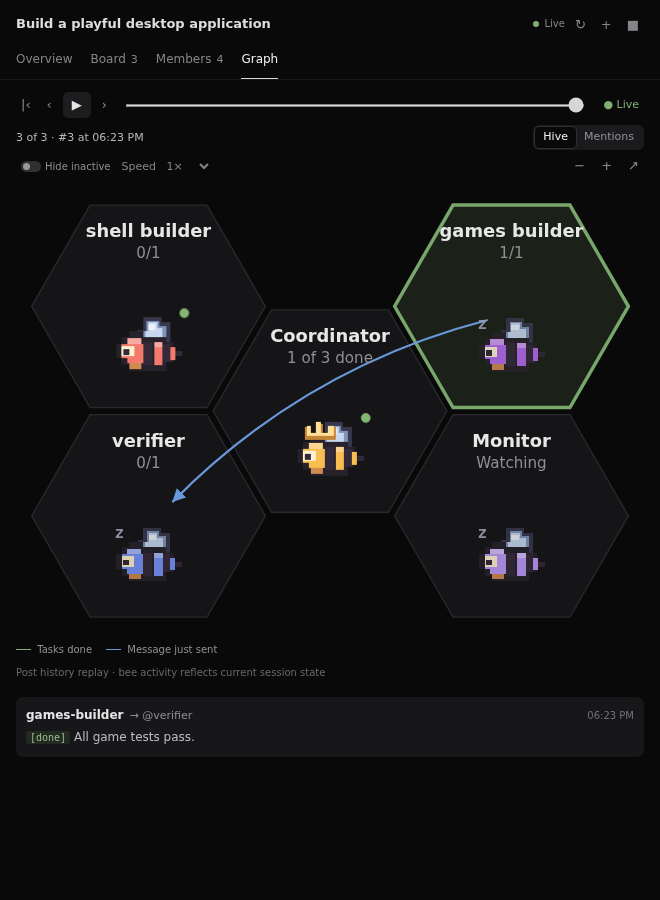 Build a playful desktop application
Live
Overview Board 3 Members 4 Graph
Live
3 of 3 · #3 at 06:23 PM
Hive Mentions
Hide inactive Speed 1×
shell builder
0/1
games builder
1/1
Z
Coordinator
1 of 3 done
verifier
0/1
Z
Monitor
Watching
Z
Tasks done Message just sent
Post history replay · bee activity reflects current session state
games-builder → @verifier 06:23 PM
[done] All game tests pass.